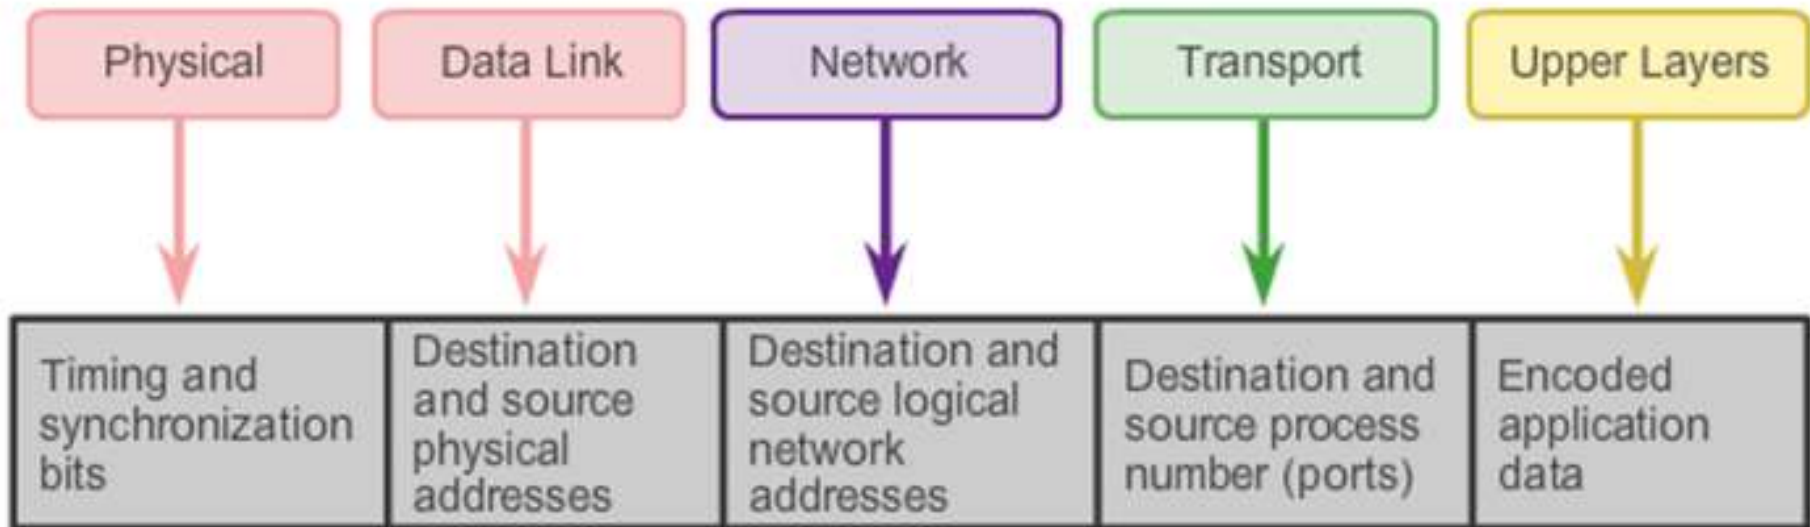 Physical
Data Link
Network
Transport
Upper Layers
Timing and
synchronization
bits
Destination
and source
physical
addresses
Destination and
source logical
network
addresses
Destination and
source process
number (ports)
Encoded
application
data